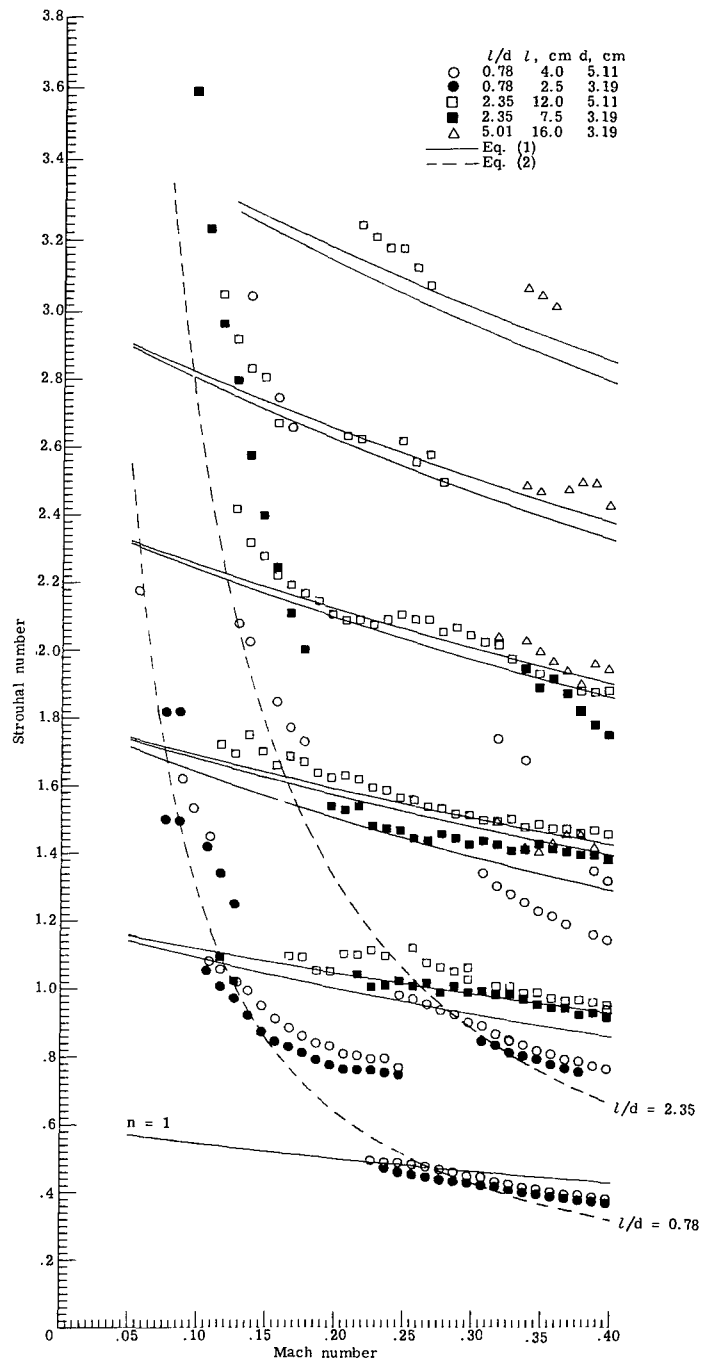 3.8
l/d l, cm d, cm
0.78 4.0 5.11
0.78 2.5 3.19
2.35 12.0 5.11
2.35 7.5 3.19
5.01 16.0 3.19
Eq. (1)
Eq. (2)
3.6
3.4
3.2
3.0
2.8
2.6
2.4
2.2
2.0
1.8
1.6
1.4
1.2
1.0
.8
.6
.4
.2
0
Strouhal number
n = 1
l/d = 2.35
l/d = 0.78
.05 .10 .15 .20 .25 .30 .35 .40
Mach number